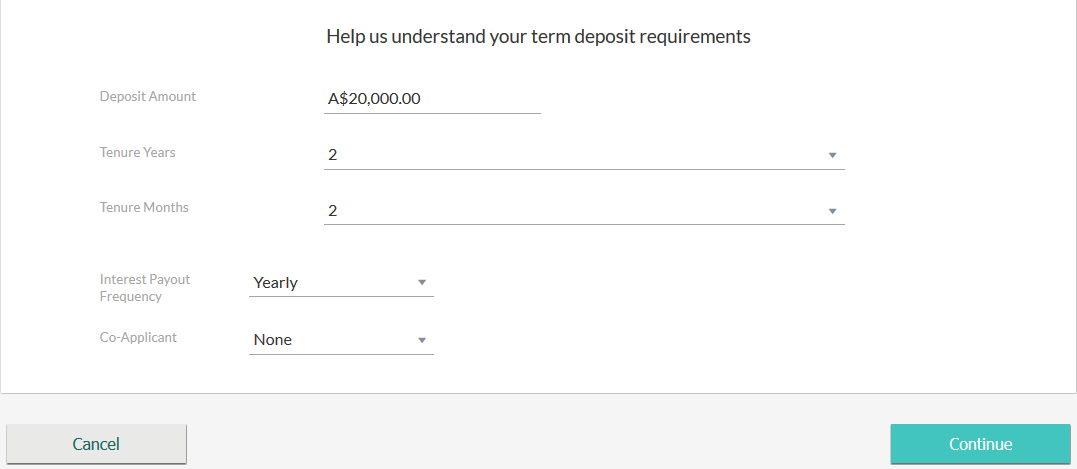 Help us understand your term deposit requirements
Deposit Amount
A$20,000.00
Tenure Years
2
Tenure Months
2
Interest Payout
Frequency
Yearly
Co-Applicant
None
Cancel
Continue